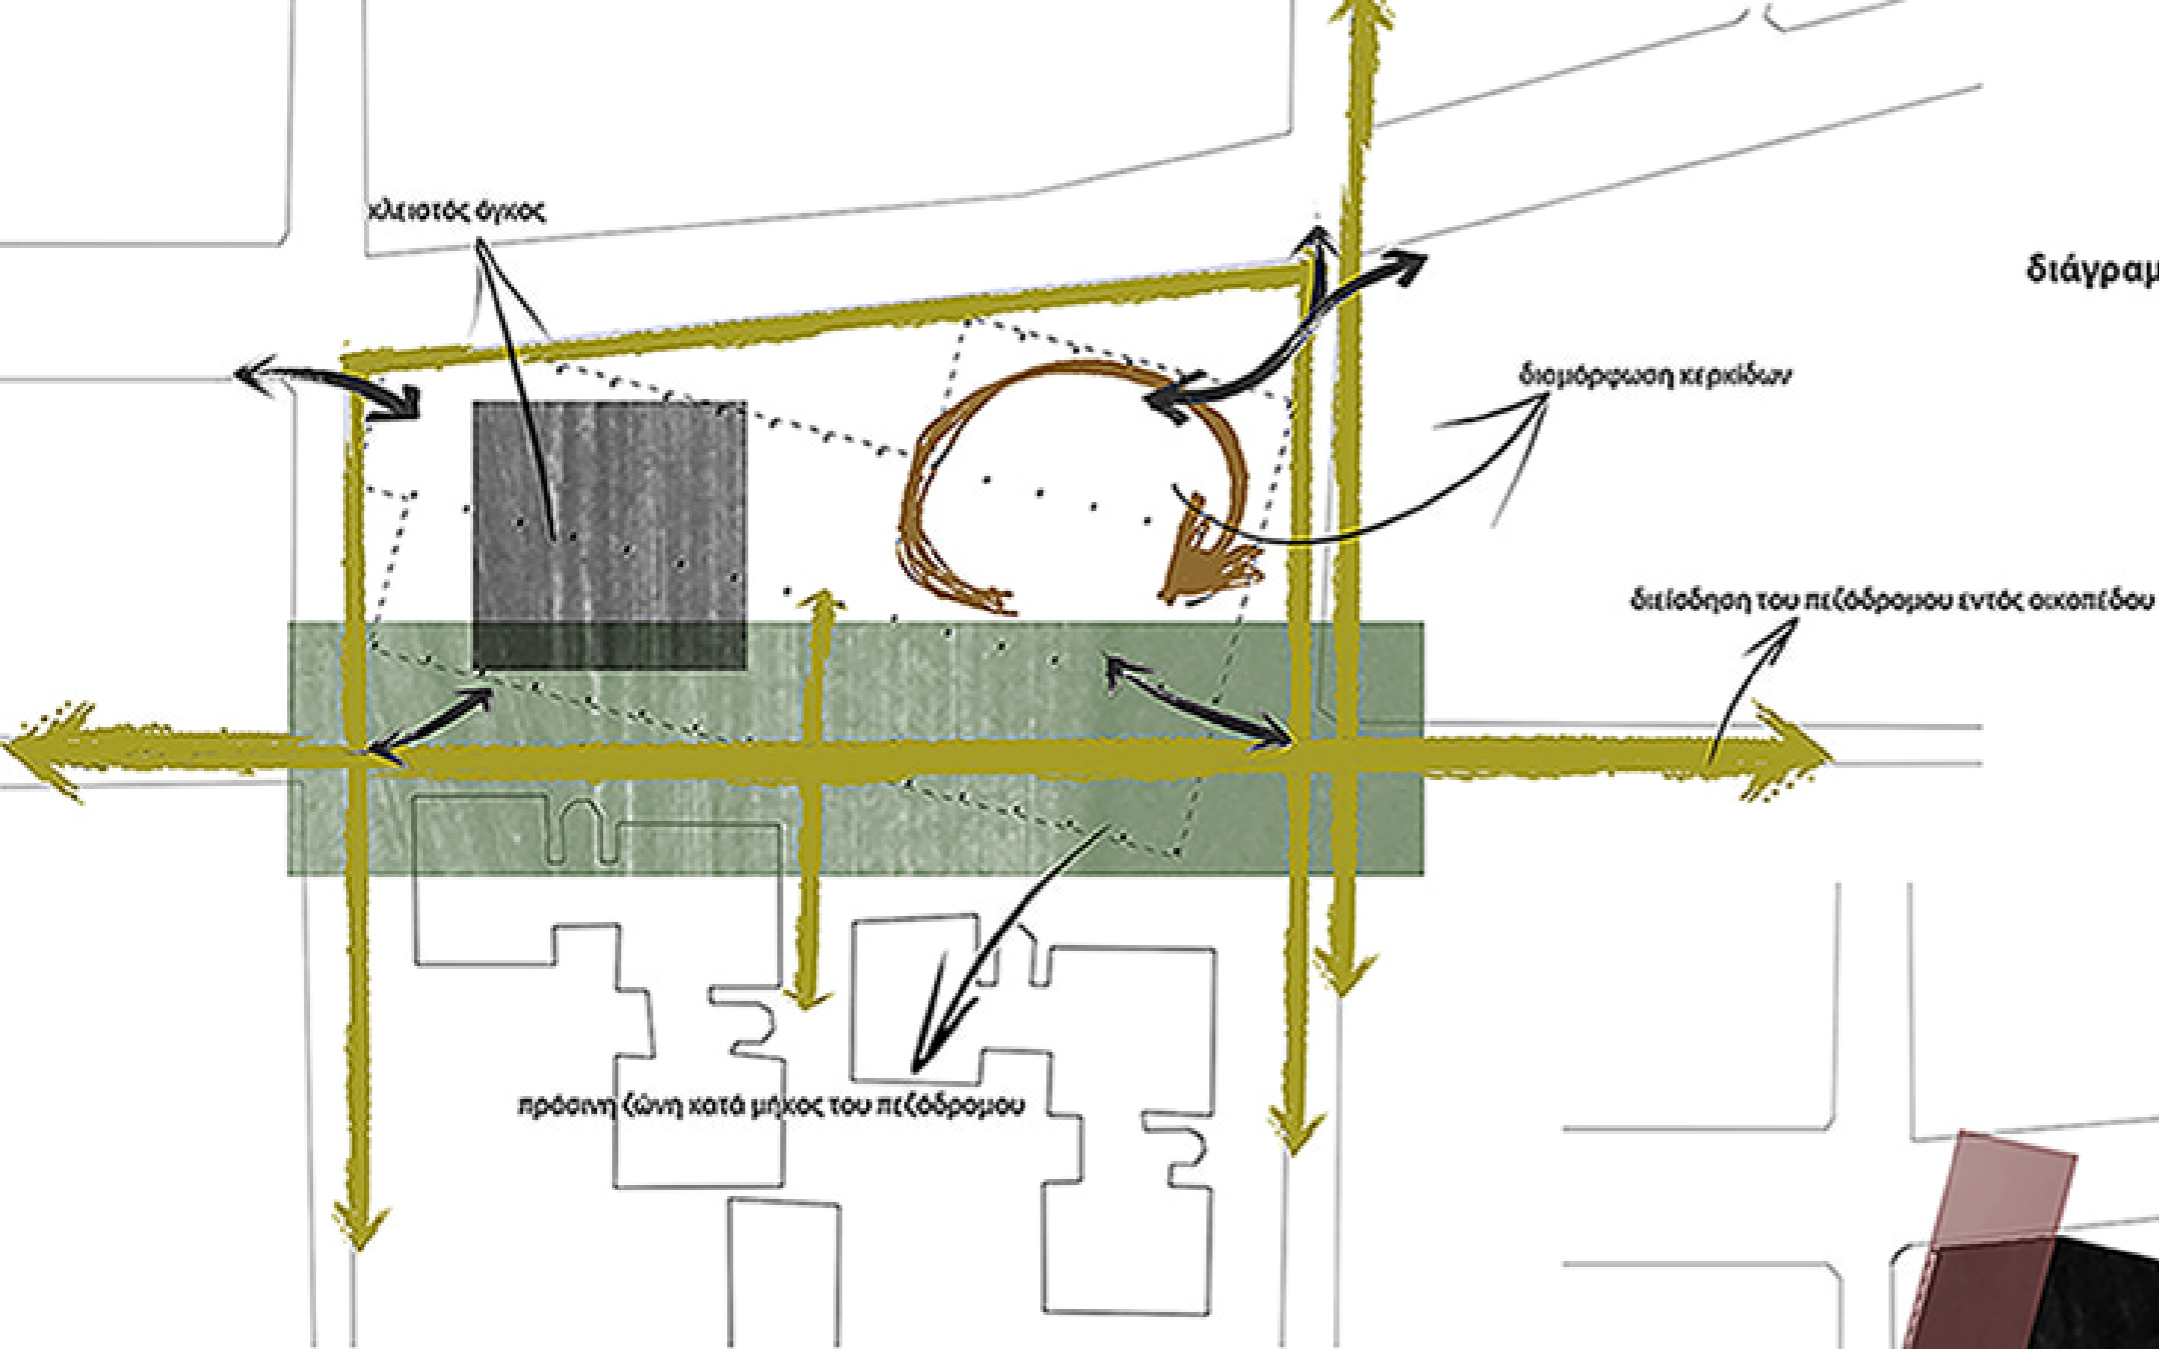 κλειστός όγκος
διάγραμ
διαμόρφωση κερκίδων
διείσδηση του πεζόδρομου εντός οικοπέδου
πράσινη ζώνη κατά μήκος του πεζόδρομου